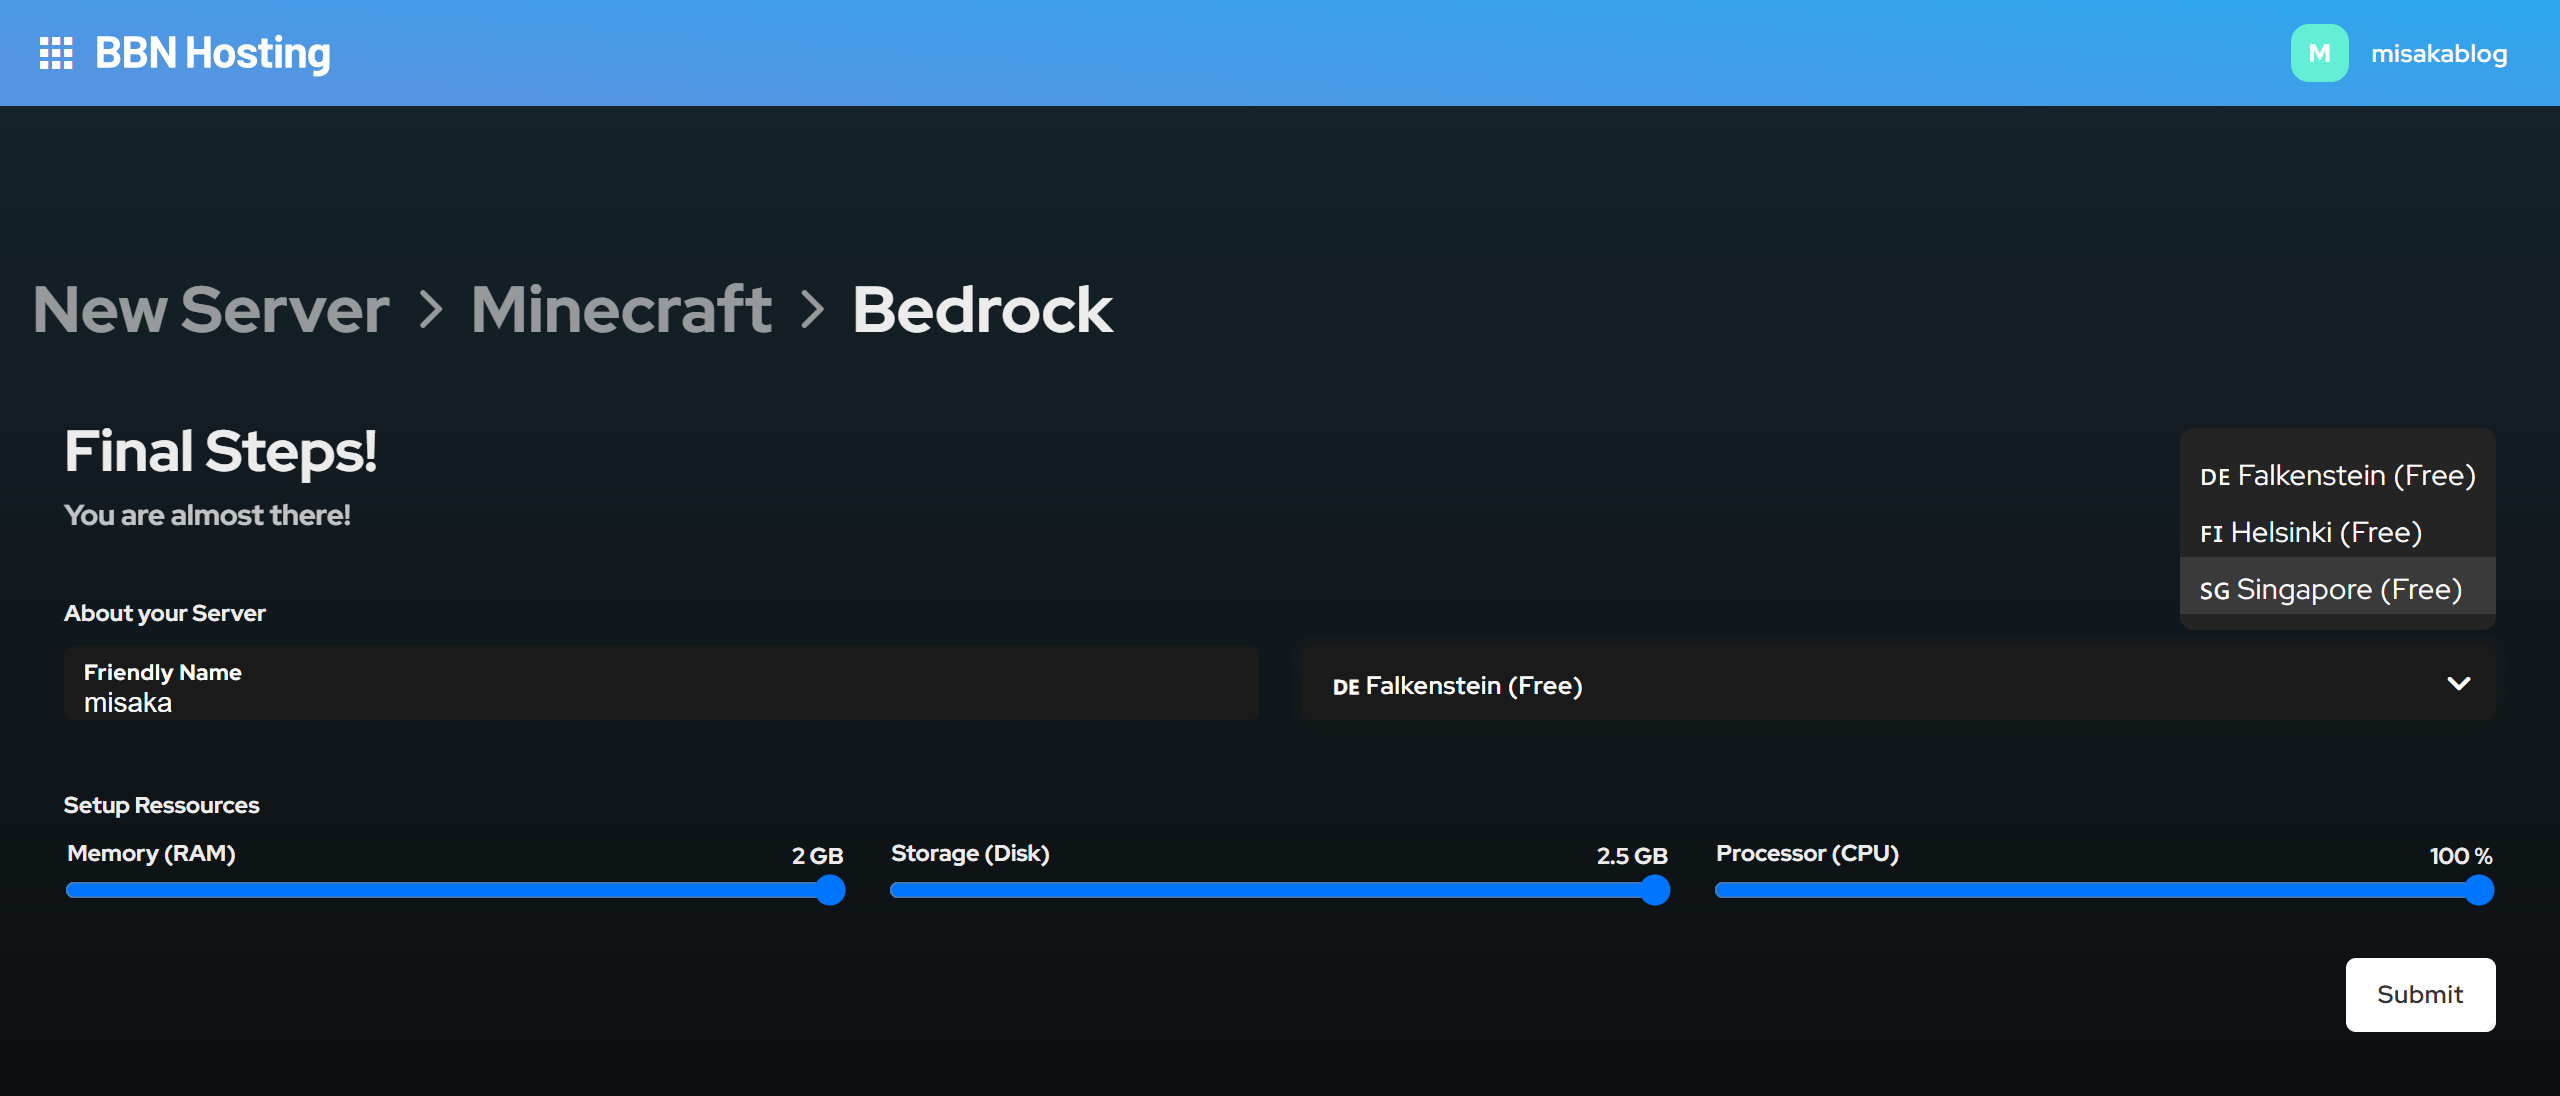 BBN Hosting
M misakablog
New Server > Minecraft > Bedrock
Final Steps!
You are almost there!
DE Falkenstein (Free)
FI Helsinki (Free)
SG Singapore (Free)
About your Server
Friendly Name
misaka
DE Falkenstein (Free)
Setup Ressources
Memory (RAM) 2 GB
Storage (Disk) 2.5 GB
Processor (CPU) 100 %
Submit